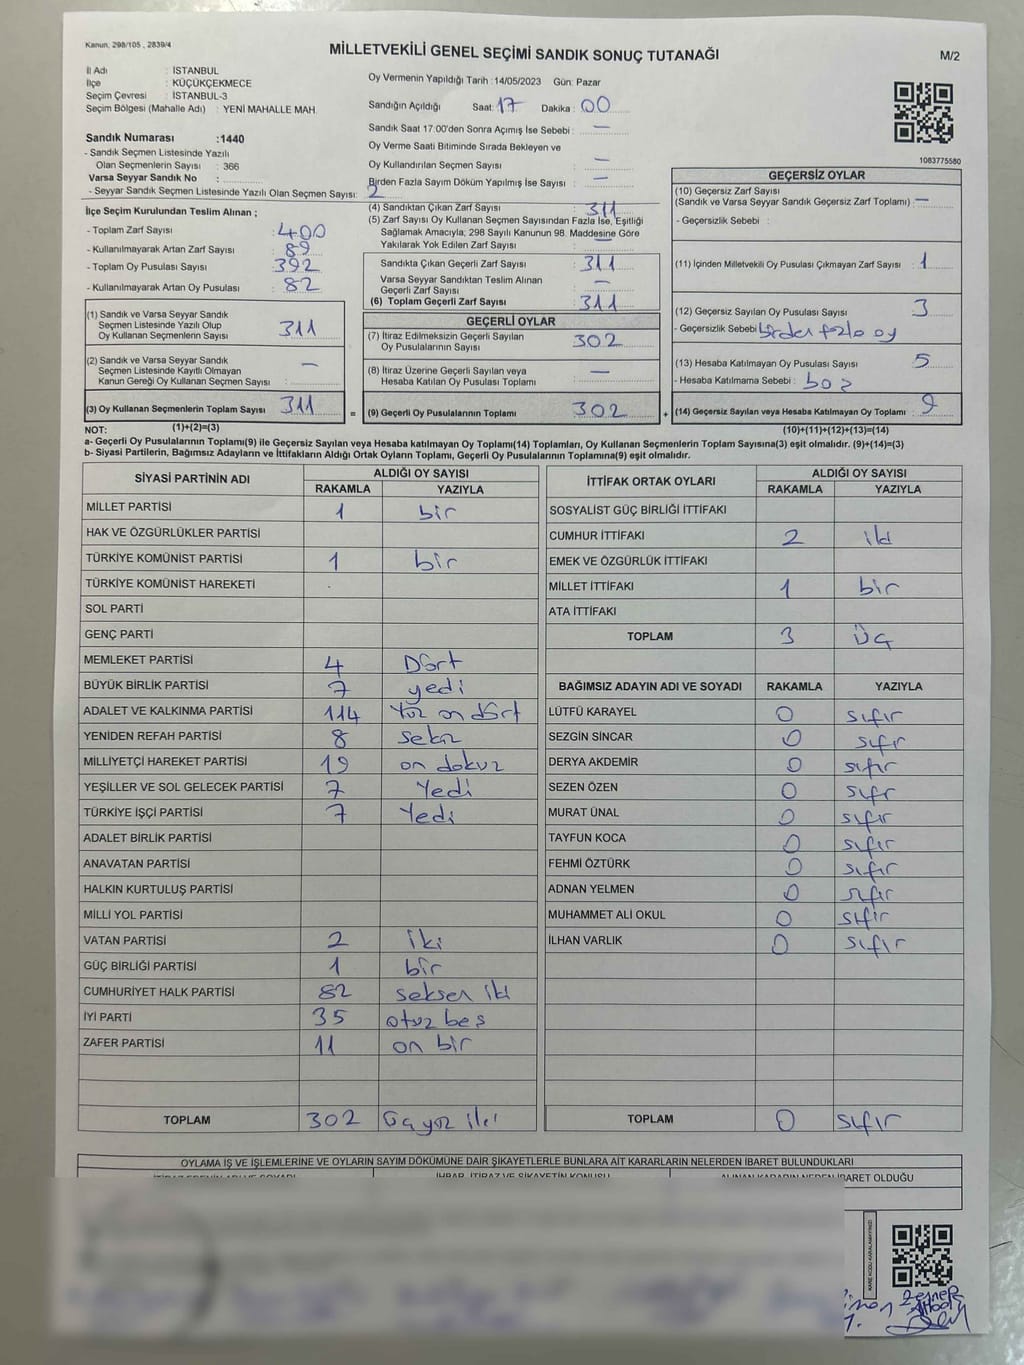 Kanun; 298/105 , 2839/4
MİLLETVEKİLİ GENEL SEÇİMİ SANDIK SONUÇ TUTANAĞI
M/2
İl Adı : İSTANBUL
İlçe : KÜÇÜKÇEKMECE
Seçim Çevresi : İSTANBUL-3
Seçim Bölgesi (Mahalle Adı) : YENİ MAHALLE MAH.
Sandık Numarası :1440
- Sandık Seçmen Listesinde Yazılı
Olan Seçmenlerin Sayısı : 366
Varsa Seyyar Sandık No :
- Seyyar Sandık Seçmen Listesinde Yazılı Olan Seçmen Sayısı:
Oy Vermenin Yapıldığı Tarih :14/05/2023 Gün: Pazar
Sandığın Açıldığı Saat: 17 Dakika : 00
Sandık Saat 17:00'den Sonra Açımış İse Sebebi : —
Oy Verme Saati Bitiminde Sırada Bekleyen ve
Oy Kullandırılan Seçmen Sayısı —
Birden Fazla Sayım Döküm Yapılmış İse Sayısı : —
2
1083775580
İlçe Seçim Kurulundan Teslim Alınan ;
- Toplam Zarf Sayısı : 400
- Kullanılmayarak Artan Zarf Sayısı : 89
- Toplam Oy Pusulası Sayısı : 392
- Kullanılmayarak Artan Oy Pusulası : 82
(4) Sandıktan Çıkan Zarf Sayısı : 311
(5) Zarf Sayısı Oy Kullanan Seçmen Sayısından Fazla İse, Eşitliği
Sağlamak Amacıyla; 298 Sayılı Kanunun 98. Maddesine Göre
Yakılarak Yok Edilen Zarf Sayısı : —
Sandıkta Çıkan Geçerli Zarf Sayısı : 311
Varsa Seyyar Sandıktan Teslim Alınan
Geçerli Zarf Sayısı : —
(6) Toplam Geçerli Zarf Sayısı : 311
GEÇERSİZ OYLAR
(10) Geçersiz Zarf Sayısı
(Sandık ve Varsa Seyyar Sandık Geçersiz Zarf Toplamı) : —
- Geçersizlik Sebebi :
(11) İçinden Milletvekili Oy Pusulası Çıkmayan Zarf Sayısı : 1
(12) Geçersiz Sayılan Oy Pusulası Sayısı : 3
- Geçersizlik Sebebi birden fazla oy
(13) Hesaba Katılmayan Oy Pusulası Sayısı : 5
- Hesaba Katılmama Sebebi : boş
(14) Geçersiz Sayılan veya Hesaba Katılmayan Oy Toplamı : 9
(10)+(11)+(12)+(13)=(14)
(1) Sandık ve Varsa Seyyar Sandık
Seçmen Listesinde Yazılı Olup
Oy Kullanan Seçmenlerin Sayısı : 311
(2) Sandık ve Varsa Seyyar Sandık
Seçmen Listesinde Kayıtlı Olmayan
Kanun Gereği Oy Kullanan Seçmen Sayısı : —
(3) Oy Kullanan Seçmenlerin Toplam Sayısı : 311 =
(1)+(2)=(3)
GEÇERLİ OYLAR
(7) İtiraz Edilmeksizin Geçerli Sayılan
Oy Pusulalarının Sayısı : 302
(8) İtiraz Üzerine Geçerli Sayılan veya
Hesaba Katılan Oy Pusulası Toplamı : —
(9) Geçerli Oy Pusulalarının Toplamı : 302 +
NOT:
a- Geçerli Oy Pusulalarının Toplamı(9) ile Geçersiz Sayılan veya Hesaba katılmayan Oy Toplamı(14) Toplamları, Oy Kullanan Seçmenlerin Toplam Sayısına(3) eşit olmalıdır. (9)+(14)=(3)
b- Siyasi Partilerin, Bağımsız Adayların ve İttifakların Aldığı Ortak Oyların Toplamı, Geçerli Oy Pusulalarının Toplamına(9) eşit olmalıdır.
SİYASİ PARTİNİN ADI ALDIĞI OY SAYISI
RAKAMLA YAZIYLA
MİLLET PARTİSİ 1 bir
HAK VE ÖZGÜRLÜKLER PARTİSİ
TÜRKİYE KOMÜNİST PARTİSİ 1 bir
TÜRKİYE KOMÜNİST HAREKETİ
SOL PARTİ
GENÇ PARTİ
MEMLEKET PARTİSİ 4 Dört
BÜYÜK BİRLİK PARTİSİ 7 yedi
ADALET VE KALKINMA PARTİSİ 114 Yüz on dört
YENİDEN REFAH PARTİSİ 8 sekiz
MİLLİYETÇİ HAREKET PARTİSİ 19 on dokuz
YEŞİLLER VE SOL GELECEK PARTİSİ 7 Yedi
TÜRKİYE İŞÇİ PARTİSİ 7 Yedi
ADALET BİRLİK PARTİSİ
ANAVATAN PARTİSİ
HALKIN KURTULUŞ PARTİSİ
MİLLİ YOL PARTİSİ
VATAN PARTİSİ 2 iki
GÜÇ BİRLİĞİ PARTİSİ 1 bir
CUMHURİYET HALK PARTİSİ 82 seksen iki
İYİ PARTİ 35 otuz beş
ZAFER PARTİSİ 11 on bir
TOPLAM 302 Üçyüz iki
İTTİFAK ORTAK OYLARI ALDIĞI OY SAYISI
RAKAMLA YAZIYLA
SOSYALİST GÜÇ BİRLİĞİ İTTİFAKI
CUMHUR İTTİFAKI 2 iki
EMEK VE ÖZGÜRLÜK İTTİFAKI
MİLLET İTTİFAKI 1 bir
ATA İTTİFAKI
TOPLAM 3 Üç
BAĞIMSIZ ADAYIN ADI VE SOYADI RAKAMLA YAZIYLA
LÜTFÜ KARAYEL 0 sıfır
SEZGİN SİNCAR 0 sıfır
DERYA AKDEMİR 0 sıfır
SEZEN ÖZEN 0 sıfır
MURAT ÜNAL 0 sıfır
TAYFUN KOCA 0 sıfır
FEHMİ ÖZTÜRK 0 sıfır
ADNAN YELMEN 0 sıfır
MUHAMMET ALİ OKUL 0 sıfır
İLHAN VARLIK 0 sıfır
TOPLAM 0 sıfır
OYLAMA İŞ VE İŞLEMLERİNE VE OYLARIN SAYIM DÖKÜMÜNE DAİR ŞİKAYETLERLE BUNLARA AİT KARARLARIN NELERDEN İBARET BULUNDUKLARI
İHBAR, İTİRAZ VE ŞİKAYETİN KONUSU ALINAN KARARIN NEDEN İBARET OLDUĞU
KARE KODU KARALAMAYINIZ!
Zeynep